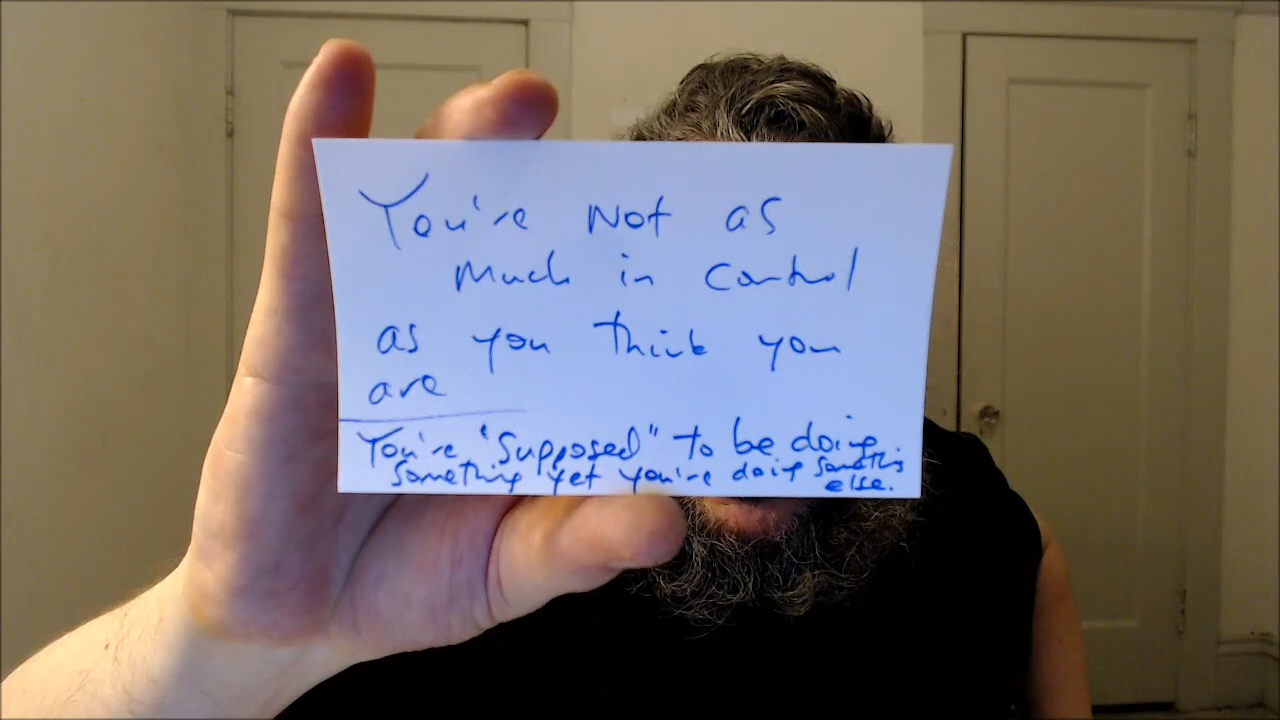 You're Not as
Much in Control
as you think you
are
You're "Supposed" to be doing
something yet you're doing something
else.